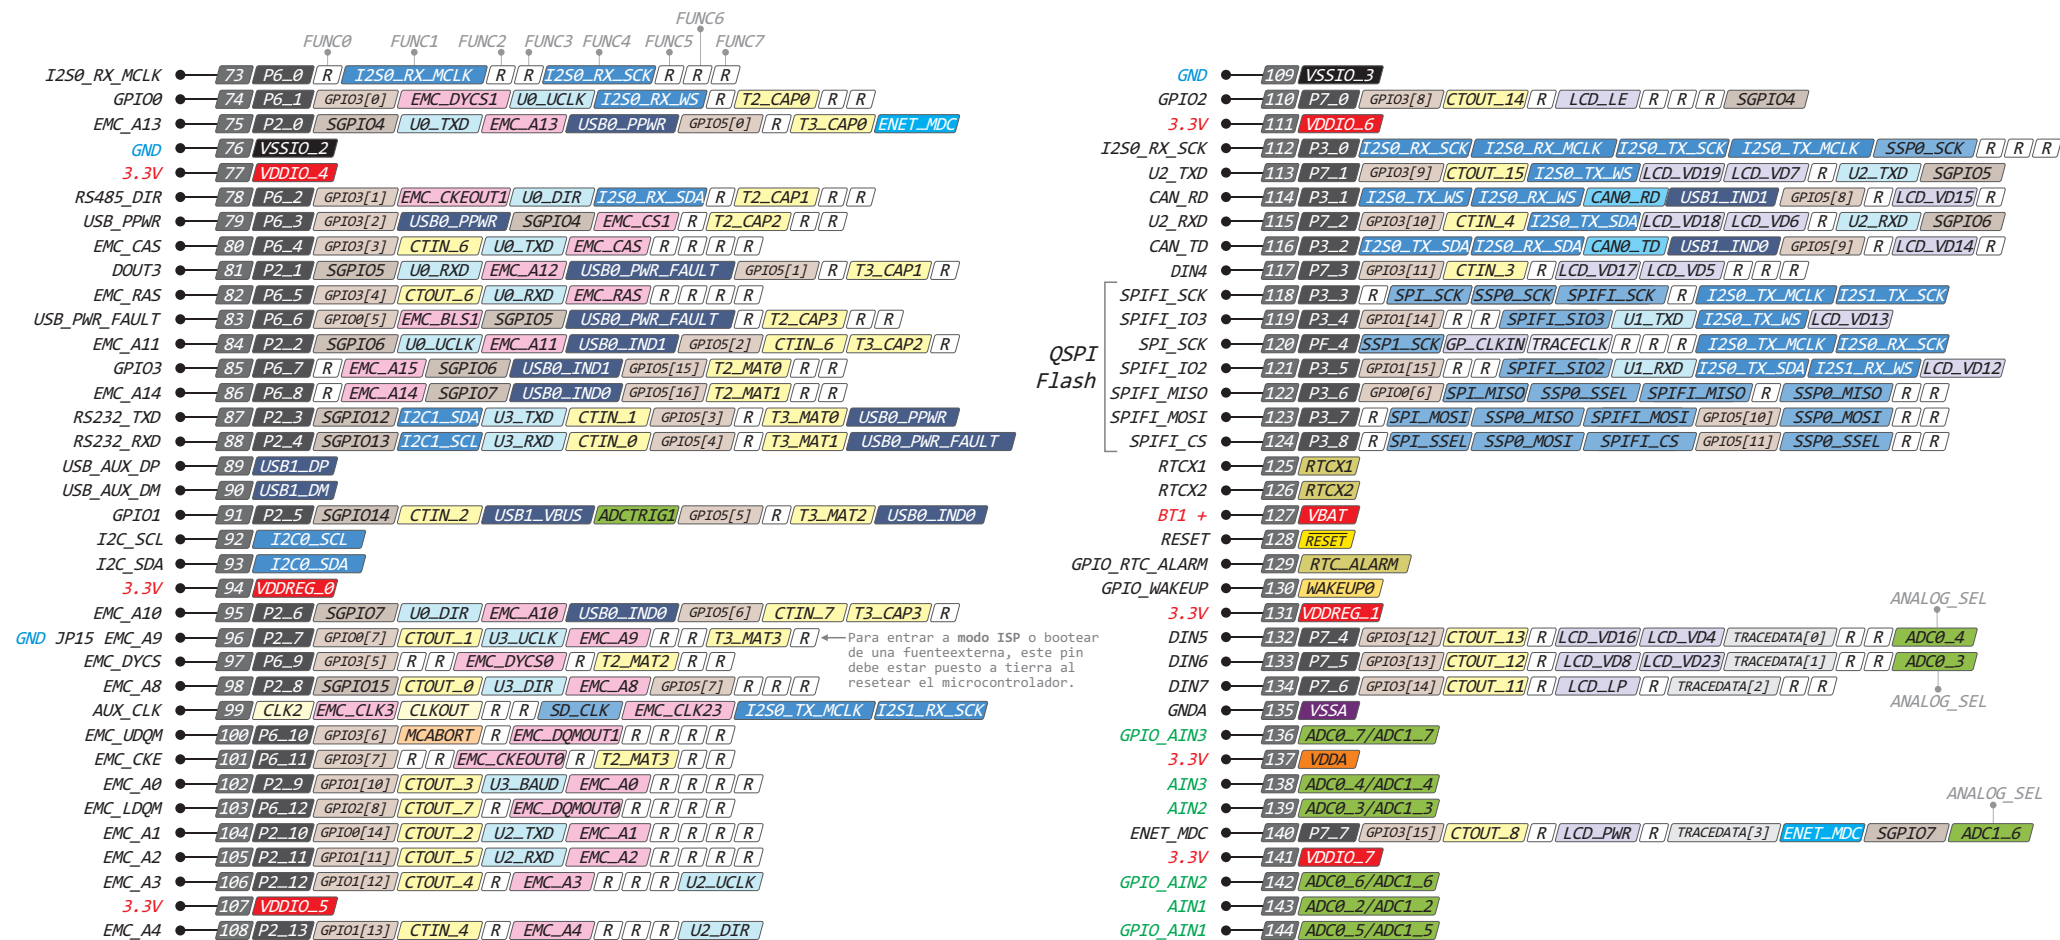 FUNC6
FUNC0 FUNC1 FUNC2 FUNC3 FUNC4 FUNC5 FUNC7
I2S0_RX_MCLK 73 P6_0 R I2S0_RX_MCLK R R I2S0_RX_SCK R R R
GPIO0 74 P6_1 GPIO3[0] EMC_DYCS1 U0_UCLK I2S0_RX_WS R T2_CAP0 R R
EMC_A13 75 P2_0 SGPIO4 U0_TXD EMC_A13 USB0_PPWR GPIO5[0] R T3_CAP0 ENET_MDC
GND 76 VSSIO_2
3.3V 77 VDDIO_4
RS485_DIR 78 P6_2 GPIO3[1] EMC_CKEOUT1 U0_DIR I2S0_RX_SDA R T2_CAP1 R R
USB_PPWR 79 P6_3 GPIO3[2] USB0_PPWR SGPIO4 EMC_CS1 R T2_CAP2 R R
EMC_CAS 80 P6_4 GPIO3[3] CTIN_6 U0_TXD EMC_CAS R R R R
DOUT3 81 P2_1 SGPIO5 U0_RXD EMC_A12 USB0_PWR_FAULT GPIO5[1] R T3_CAP1 R
EMC_RAS 82 P6_5 GPIO3[4] CTOUT_6 U0_RXD EMC_RAS R R R R
USB_PWR_FAULT 83 P6_6 GPIO0[5] EMC_BLS1 SGPIO5 USB0_PWR_FAULT R T2_CAP3 R R
EMC_A11 84 P2_2 SGPIO6 U0_UCLK EMC_A11 USB0_IND1 GPIO5[2] CTIN_6 T3_CAP2 R
GPIO3 85 P6_7 R EMC_A15 SGPIO6 USB0_IND1 GPIO5[15] T2_MAT0 R R
EMC_A14 86 P6_8 R EMC_A14 SGPIO7 USB0_IND0 GPIO5[16] T2_MAT1 R R
RS232_TXD 87 P2_3 SGPIO12 I2C1_SDA U3_TXD CTIN_1 GPIO5[3] R T3_MAT0 USB0_PPWR
RS232_RXD 88 P2_4 SGPIO13 I2C1_SCL U3_RXD CTIN_0 GPIO5[4] R T3_MAT1 USB0_PWR_FAULT
USB_AUX_DP 89 USB1_DP
USB_AUX_DM 90 USB1_DM
GPIO1 91 P2_5 SGPIO14 CTIN_2 USB1_VBUS ADCTRIG1 GPIO5[5] R T3_MAT2 USB0_IND0
I2C_SCL 92 I2C0_SCL
I2C_SDA 93 I2C0_SDA
3.3V 94 VDDREG_0
EMC_A10 95 P2_6 SGPIO7 U0_DIR EMC_A10 USB0_IND0 GPIO5[6] CTIN_7 T3_CAP3 R
GND JP15 EMC_A9 96 P2_7 GPIO0[7] CTOUT_1 U3_UCLK EMC_A9 R R T3_MAT3 R
Para entrar a modo ISP o bootear
de una fuenteexterna, este pin
debe estar puesto a tierra al
resetear el microcontrolador.
EMC_DYCS 97 P6_9 GPIO3[5] R R EMC_DYCS0 R T2_MAT2 R R
EMC_A8 98 P2_8 SGPIO15 CTOUT_0 U3_DIR EMC_A8 GPIO5[7] R R R
AUX_CLK 99 CLK2 EMC_CLK3 CLKOUT R R SD_CLK EMC_CLK23 I2S0_TX_MCLK I2S1_RX_SCK
EMC_UDQM 100 P6_10 GPIO3[6] MCABORT R EMC_DQMOUT1 R R R R
EMC_CKE 101 P6_11 GPIO3[7] R R EMC_CKEOUT0 R T2_MAT3 R R
EMC_A0 102 P2_9 GPIO1[10] CTOUT_3 U3_BAUD EMC_A0 R R R R
EMC_LDQM 103 P6_12 GPIO2[8] CTOUT_7 R EMC_DQMOUT0 R R R R
EMC_A1 104 P2_10 GPIO0[14] CTOUT_2 U2_TXD EMC_A1 R R R R
EMC_A2 105 P2_11 GPIO1[11] CTOUT_5 U2_RXD EMC_A2 R R R R
EMC_A3 106 P2_12 GPIO1[12] CTOUT_4 R EMC_A3 R R R U2_UCLK
3.3V 107 VDDIO_5
EMC_A4 108 P2_13 GPIO1[13] CTIN_4 R EMC_A4 R R R U2_DIR
GND 109 VSSIO_3
GPIO2 110 P7_0 GPIO3[8] CTOUT_14 R LCD_LE R R R SGPIO4
3.3V 111 VDDIO_6
I2S0_RX_SCK 112 P3_0 I2S0_RX_SCK I2S0_RX_MCLK I2S0_TX_SCK I2S0_TX_MCLK SSP0_SCK R R R
U2_TXD 113 P7_1 GPIO3[9] CTOUT_15 I2S0_TX_WS LCD_VD19 LCD_VD7 R U2_TXD SGPIO5
CAN_RD 114 P3_1 I2S0_TX_WS I2S0_RX_WS CAN0_RD USB1_IND1 GPIO5[8] R LCD_VD15 R
U2_RXD 115 P7_2 GPIO3[10] CTIN_4 I2S0_TX_SDA LCD_VD18 LCD_VD6 R U2_RXD SGPIO6
CAN_TD 116 P3_2 I2S0_TX_SDA I2S0_RX_SDA CAN0_TD USB1_IND0 GPIO5[9] R LCD_VD14 R
DIN4 117 P7_3 GPIO3[11] CTIN_3 R LCD_VD17 LCD_VD5 R R R
SPIFI_SCK 118 P3_3 R SPI_SCK SSP0_SCK SPIFI_SCK R I2S0_TX_MCLK I2S1_TX_SCK
SPIFI_IO3 119 P3_4 GPIO1[14] R R SPIFI_SIO3 U1_TXD I2S0_TX_WS LCD_VD13
QSPI
Flash
SPI_SCK 120 PF_4 SSP1_SCK GP_CLKIN TRACECLK R R R I2S0_TX_MCLK I2S0_RX_SCK
SPIFI_IO2 121 P3_5 GPIO1[15] R R SPIFI_SIO2 U1_RXD I2S0_TX_SDA I2S1_RX_WS LCD_VD12
SPIFI_MISO 122 P3_6 GPIO0[6] SPI_MISO SSP0_SSEL SPIFI_MISO R SSP0_MISO R R
SPIFI_MOSI 123 P3_7 R SPI_MOSI SSP0_MISO SPIFI_MOSI GPIO5[10] SSP0_MOSI R R
SPIFI_CS 124 P3_8 R SPI_SSEL SSP0_MOSI SPIFI_CS GPIO5[11] SSP0_SSEL R R
RTCX1 125 RTCX1
RTCX2 126 RTCX2
BT1 + 127 VBAT
RESET 128 RESET
GPIO_RTC_ALARM 129 RTC_ALARM
GPIO_WAKEUP 130 WAKEUP0
3.3V 131 VDDREG_1
ANALOG_SEL
DIN5 132 P7_4 GPIO3[12] CTOUT_13 R LCD_VD16 LCD_VD4 TRACEDATA[0] R R ADC0_4
DIN6 133 P7_5 GPIO3[13] CTOUT_12 R LCD_VD8 LCD_VD23 TRACEDATA[1] R R ADC0_3
DIN7 134 P7_6 GPIO3[14] CTOUT_11 R LCD_LP R TRACEDATA[2] R R
ANALOG_SEL
GNDA 135 VSSA
GPIO_AIN3 136 ADC0_7/ADC1_7
3.3V 137 VDDA
AIN3 138 ADC0_4/ADC1_4
AIN2 139 ADC0_3/ADC1_3
ANALOG_SEL
ENET_MDC 140 P7_7 GPIO3[15] CTOUT_8 R LCD_PWR R TRACEDATA[3] ENET_MDC SGPIO7 ADC1_6
3.3V 141 VDDIO_7
GPIO_AIN2 142 ADC0_6/ADC1_6
AIN1 143 ADC0_2/ADC1_2
GPIO_AIN1 144 ADC0_5/ADC1_5